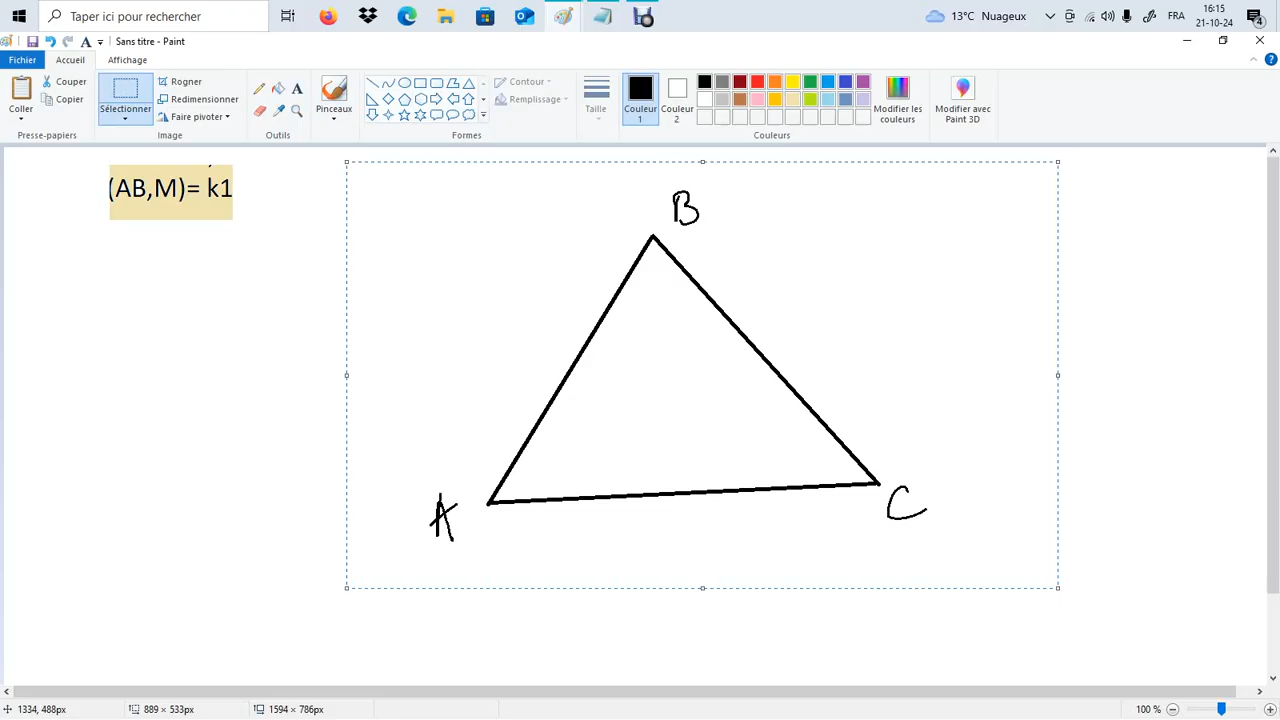 Taper ici pour rechercher
13°C Nuageux
FRA
16:15
21-10-24
4
Sans titre - Paint
Fichier
Accueil
Affichage
Coller
Couper
Copier
Presse-papiers
Sélectionner
Rogner
Redimensionner
Faire pivoter
Image
A
Outils
Pinceaux
Formes
Contour
Remplissage
Taille
Couleur 1
Couleur 2
Couleurs
Modifier les couleurs
Modifier avec Paint 3D
(AB,M)= k1
B
A
C
1334, 488px
889 × 533px
1594 × 786px
100 %